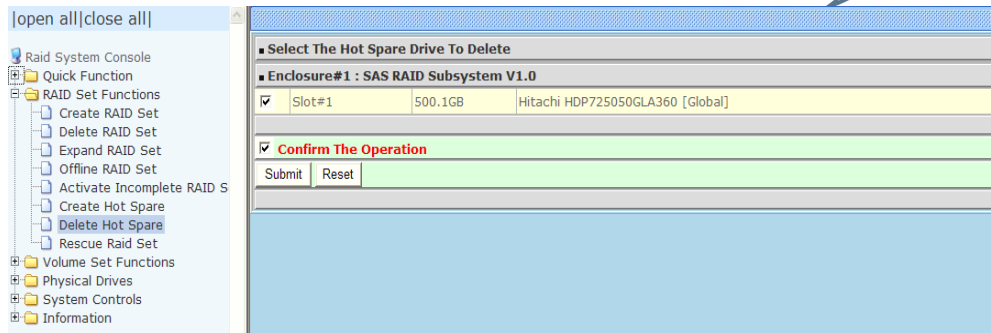 |open all|close all|
Raid System Console
Quick Function
RAID Set Functions
Create RAID Set
Delete RAID Set
Expand RAID Set
Offline RAID Set
Activate Incomplete RAID S
Create Hot Spare
Delete Hot Spare
Rescue Raid Set
Volume Set Functions
Physical Drives
System Controls
Information
Select The Hot Spare Drive To Delete
Enclosure#1 : SAS RAID Subsystem V1.0
Slot#1 500.1GB Hitachi HDP725050GLA360 [Global]
Confirm The Operation
Submit Reset